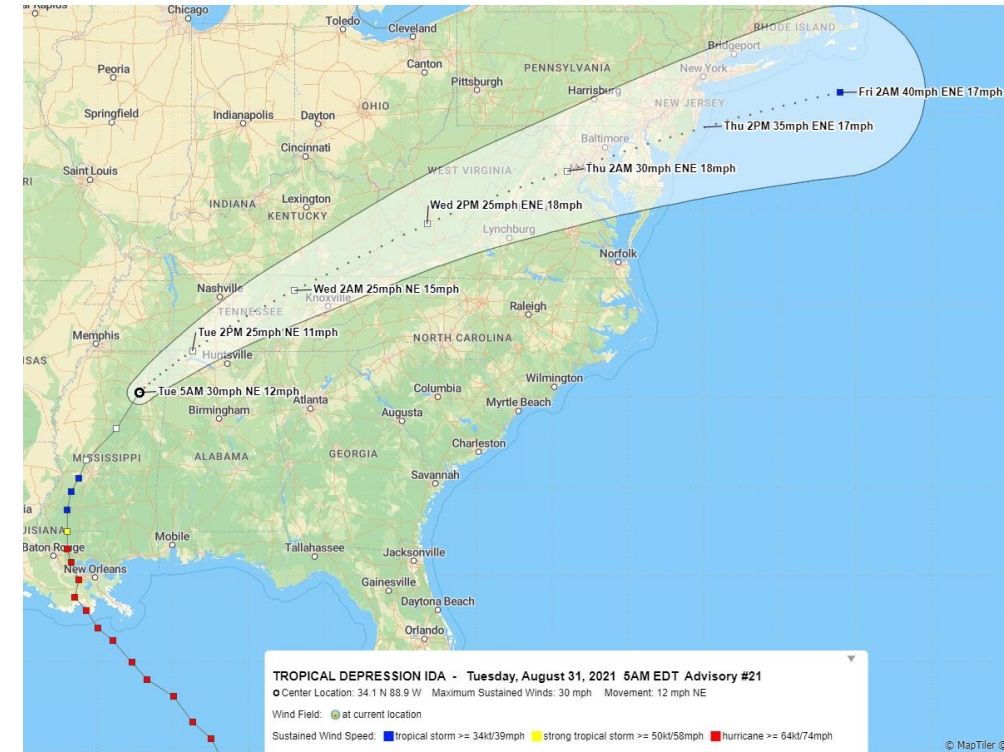 Chicago
Toledo
Cleveland
RHODE ISLAND
Bridgeport
Peoria
Canton
PENNSYLVANIA
New York
Pittsburgh
Harrisburg
Fri 2AM 40mph ENE 17mph
NEW JERSEY
Springfield
Indianapolis
Dayton
OHIO
Thu 2PM 35mph ENE 17mph
Baltimore
Cincinnati
Saint Louis
WEST VIRGINIA
Thu 2AM 30mph ENE 18mph
INDIANA
Lexington
KENTUCKY
Wed 2PM 25mph ENE 18mph
Lynchburg
Norfolk
Nashville
Wed 2AM 25mph NE 15mph
Knoxville
TENNESSEE
Raleigh
Memphis
Tue 2PM 25mph NE 11mph
NORTH CAROLINA
Huntsville
Tue 5AM 30mph NE 12mph
Columbia
Wilmington
Atlanta
Birmingham
Augusta
Myrtle Beach
Charleston
MISSISSIPPI
ALABAMA
GEORGIA
Savannah
Mobile
Tallahassee
Jacksonville
Baton Rouge
New Orleans
Gainesville
Daytona Beach
Orlando
TROPICAL DEPRESSION IDA - Tuesday, August 31, 2021 5AM EDT Advisory #21
Center Location: 34.1 N 88.9 W Maximum Sustained Winds: 30 mph Movement: 12 mph NE
Wind Field: at current location
Sustained Wind Speed: tropical storm >= 34kt/39mph strong tropical storm >= 50kt/58mph hurricane >= 64kt/74mph
© MapTiler ©